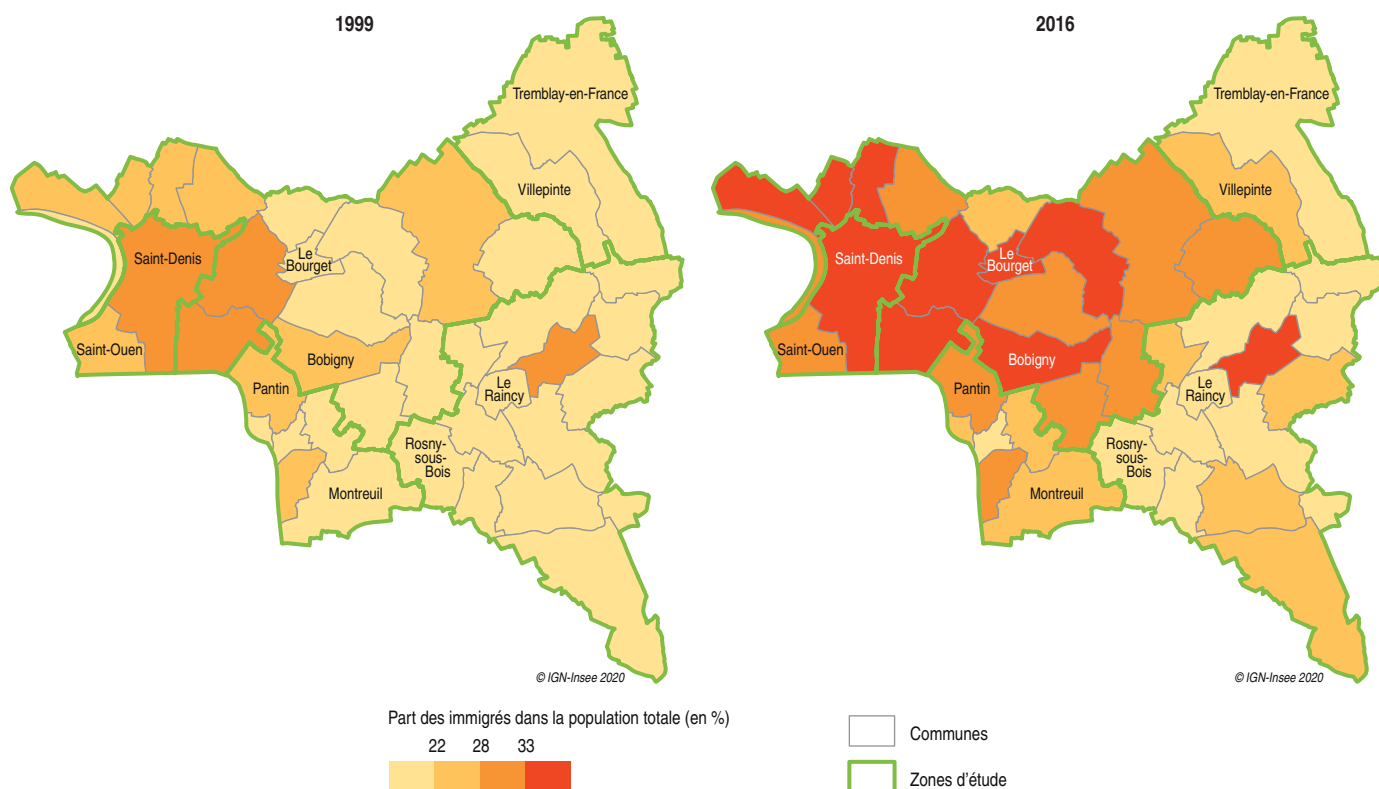 1999
Tremblay-en-France
Villepinte
Saint-Denis
Le
Bourget
Saint-Ouen
Bobigny
Pantin
Le
Raincy
Rosny-
sous-
Bois
Montreuil
© IGN-Insee 2020
2016
Tremblay-en-France
Villepinte
Saint-Denis
Le
Bourget
Saint-Ouen
Bobigny
Pantin
Le
Raincy
Rosny-
sous-
Bois
Montreuil
© IGN-Insee 2020
Part des immigrés dans la population totale (en %)
22 28 33
Communes
Zones d'étude